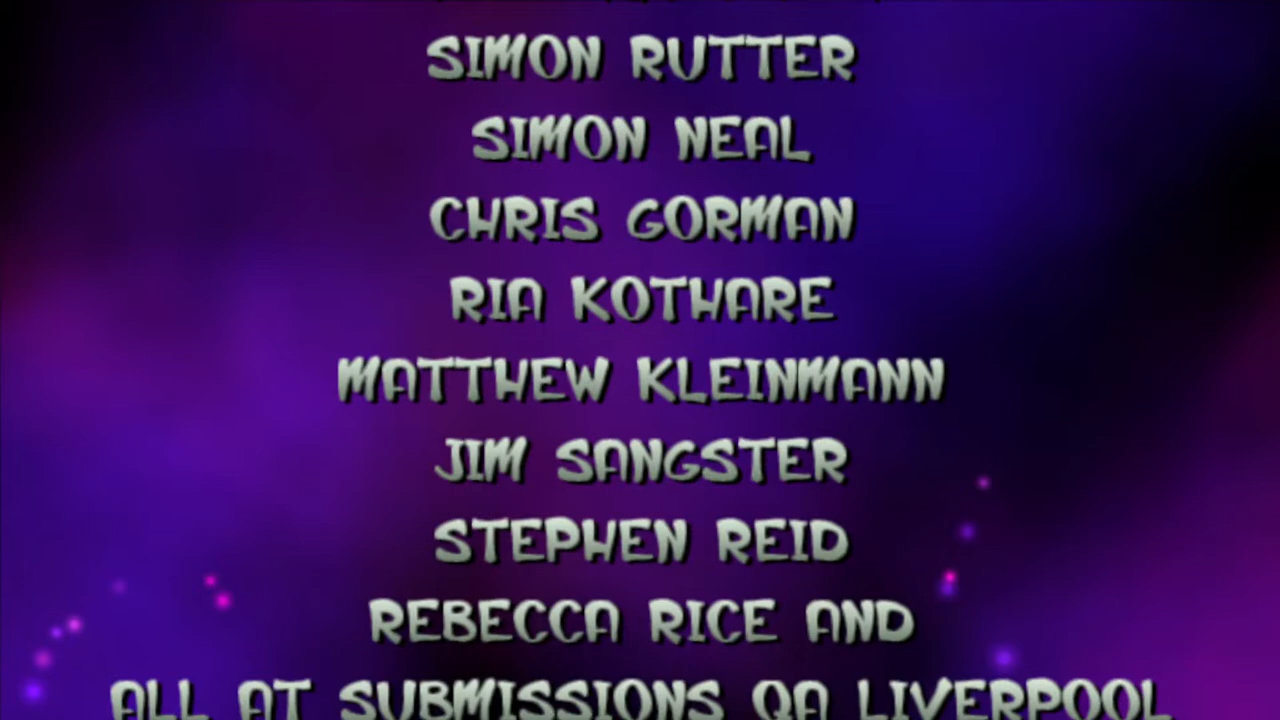 SIMON RUTTER
SIMON NEAL
CHRIS GORMAN
RIA KOTHARE
MATTHEW KLEINMANN
JIM SANGSTER
STEPHEN REID
REBECCA RICE AND
ALL AT SUBMISSIONS QA LIVERPOOL